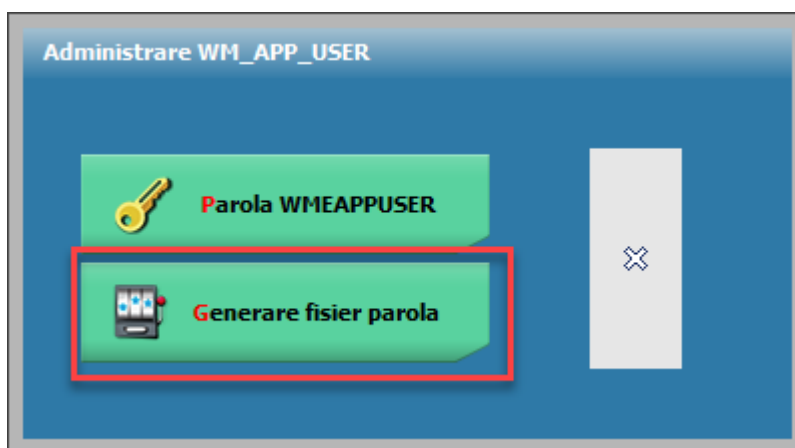 Administrare WM_APP_USER
Parola WMEAPPUSER
Generare fisier parola